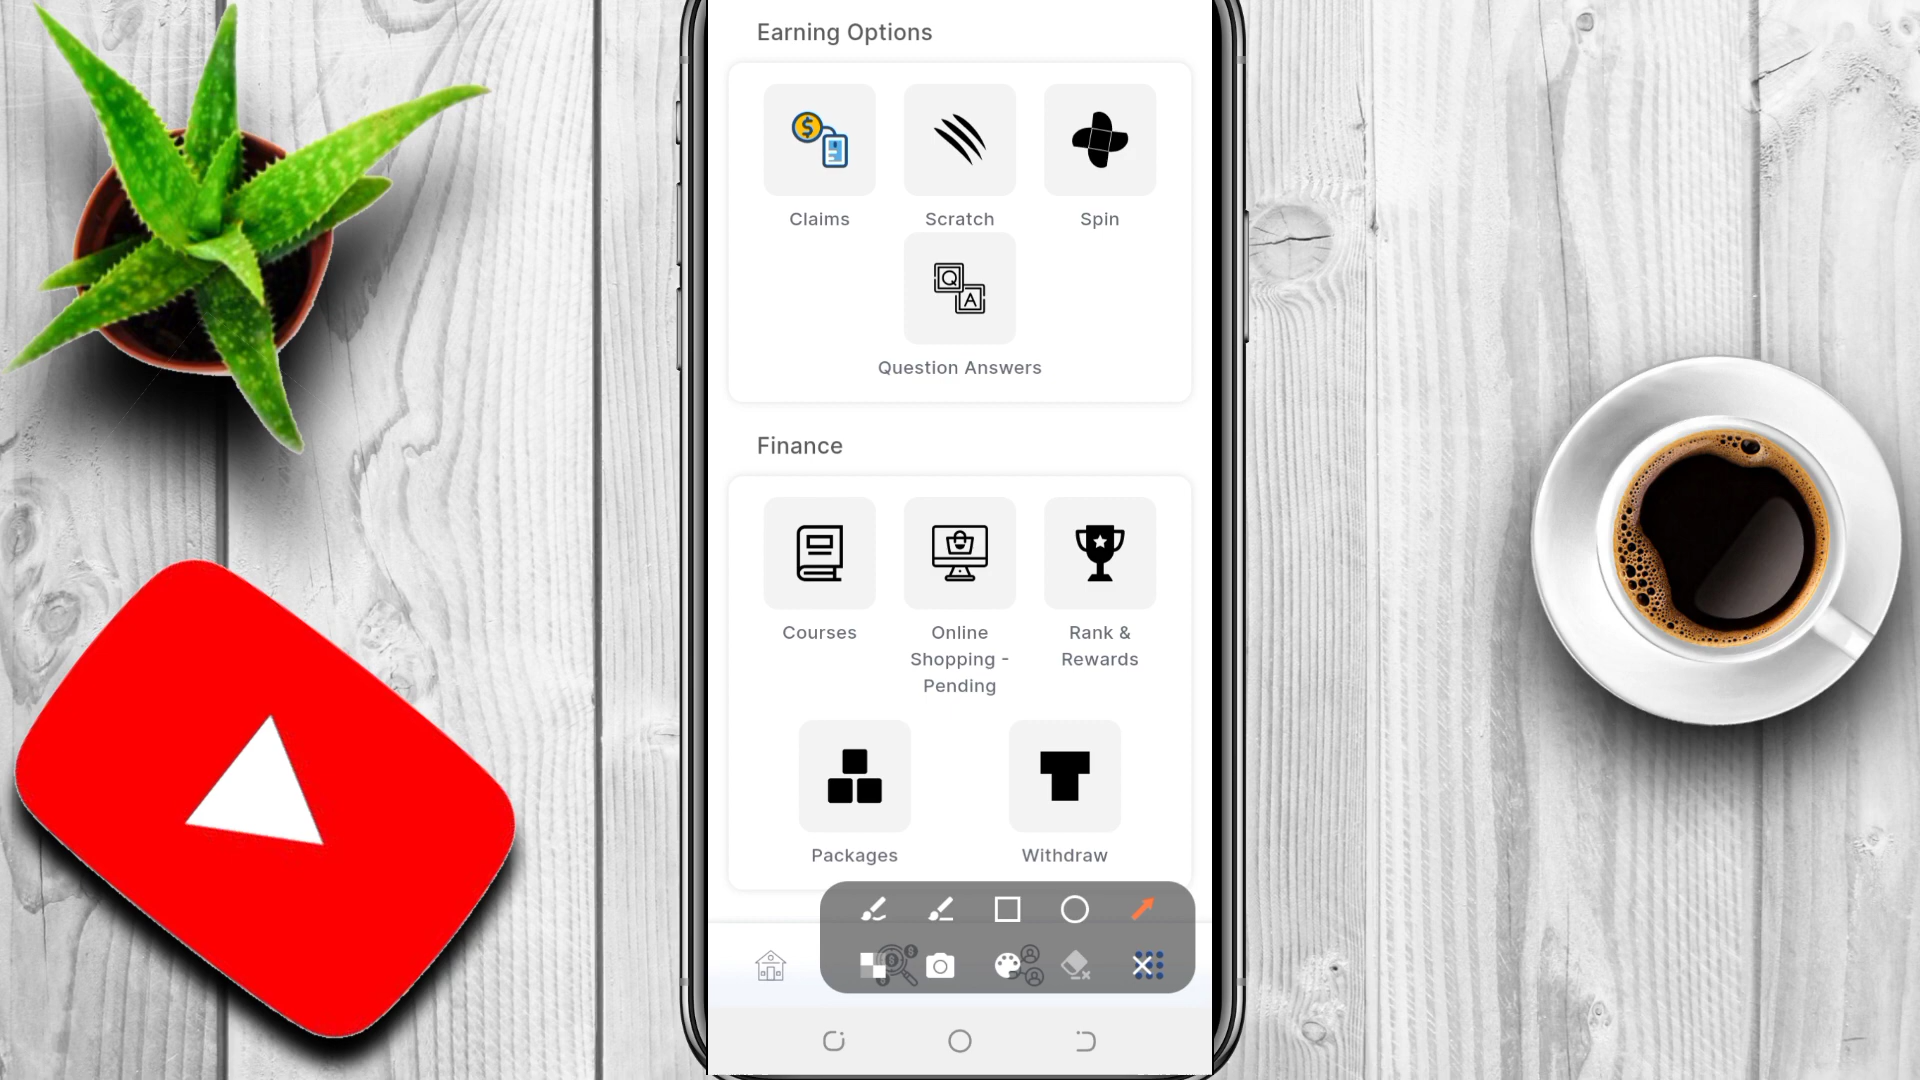 Earning Options
Claims
Scratch
Spin
Q
A
Question Answers
Finance
Courses
Online
Shopping -
Pending
Rank &
Rewards
Packages
Withdraw